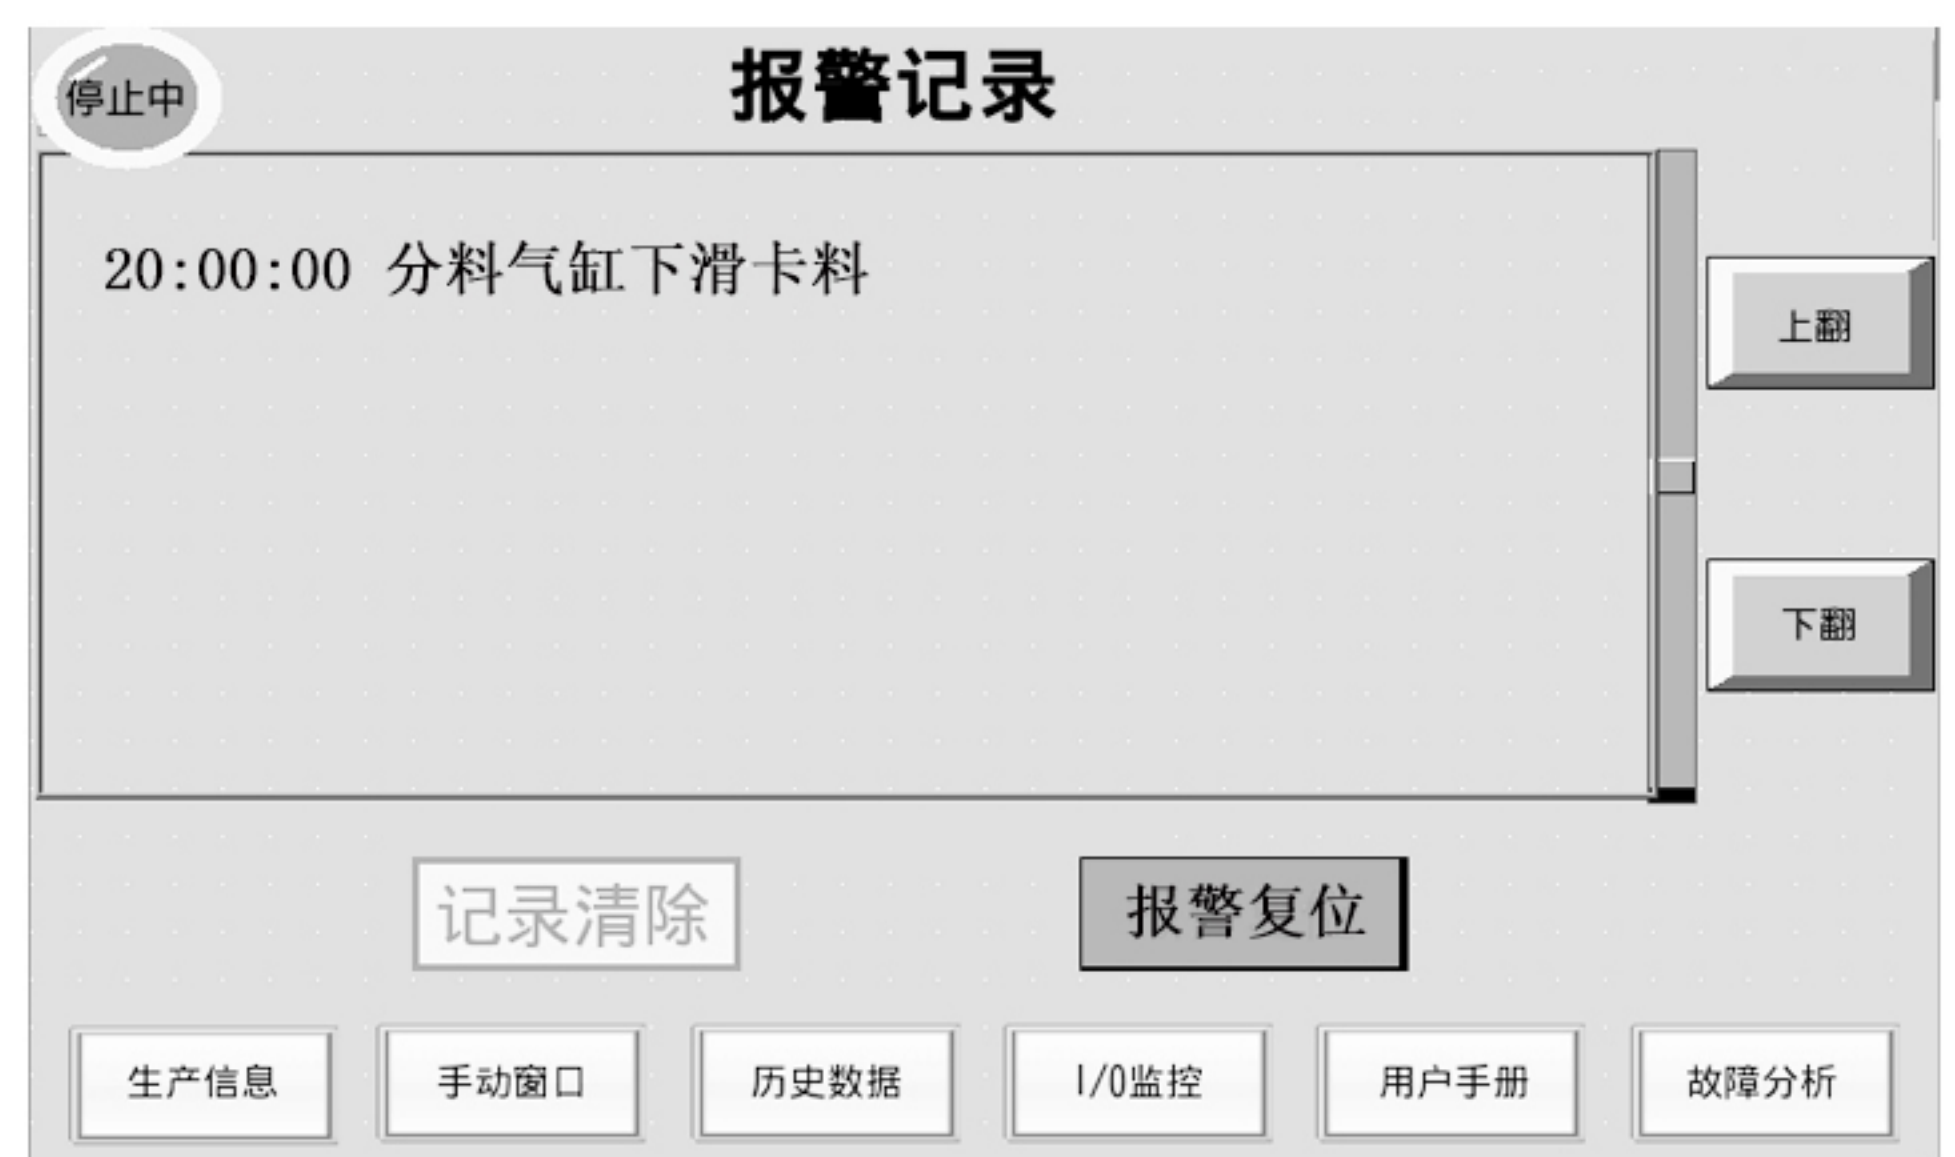 停止中
报警记录
20:00:00 分料气缸下滑卡料
上翻
下翻
记录清除
报警复位
生产信息
手动窗口
历史数据
I/O监控
用户手册
故障分析